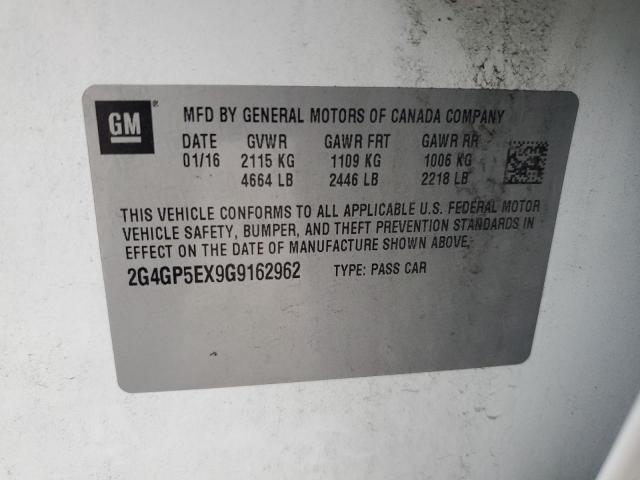 GM
MFD BY GENERAL MOTORS OF CANADA COMPANY
DATE GVWR GAWR FRT GAWR RR
01/16 2115 KG 1109 KG 1006 KG
4664 LB 2446 LB 2218 LB
THIS VEHICLE CONFORMS TO ALL APPLICABLE U.S. FEDERAL MOTOR
VEHICLE SAFETY, BUMPER, AND THEFT PREVENTION STANDARDS IN
EFFECT ON THE DATE OF MANUFACTURE SHOWN ABOVE.
2G4GP5EX9G9162962 TYPE: PASS CAR